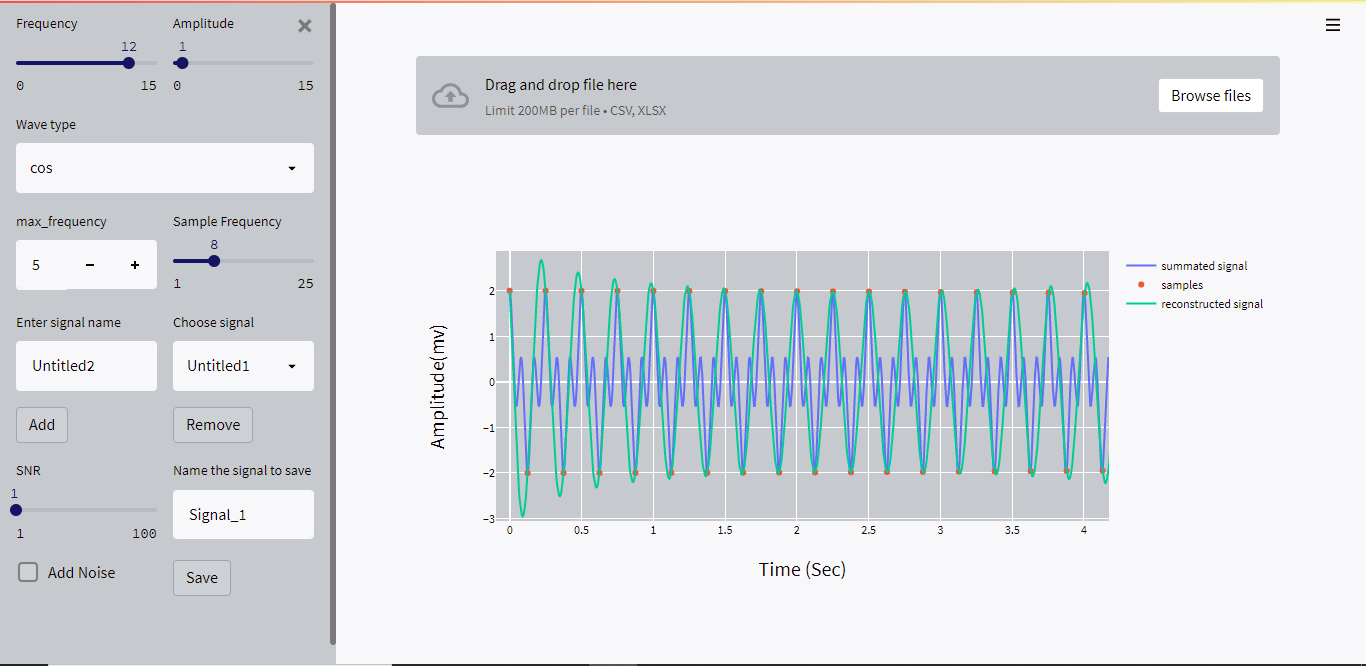 Frequency Amplitude
12 1
0 15 0 15
Wave type
cos
max_frequency Sample Frequency
8
5 − +
1 25
Enter signal name Choose signal
Untitled2 Untitled1
Add Remove
SNR Name the signal to save
1
Signal_1
1 100
Add Noise Save
Drag and drop file here
Limit 200MB per file • CSV, XLSX
Browse files
Amplitude(mv)
2
1
0
−1
−2
−3
0 0.5 1 1.5 2 2.5 3 3.5 4
Time (Sec)
summated signal
samples
reconstructed signal